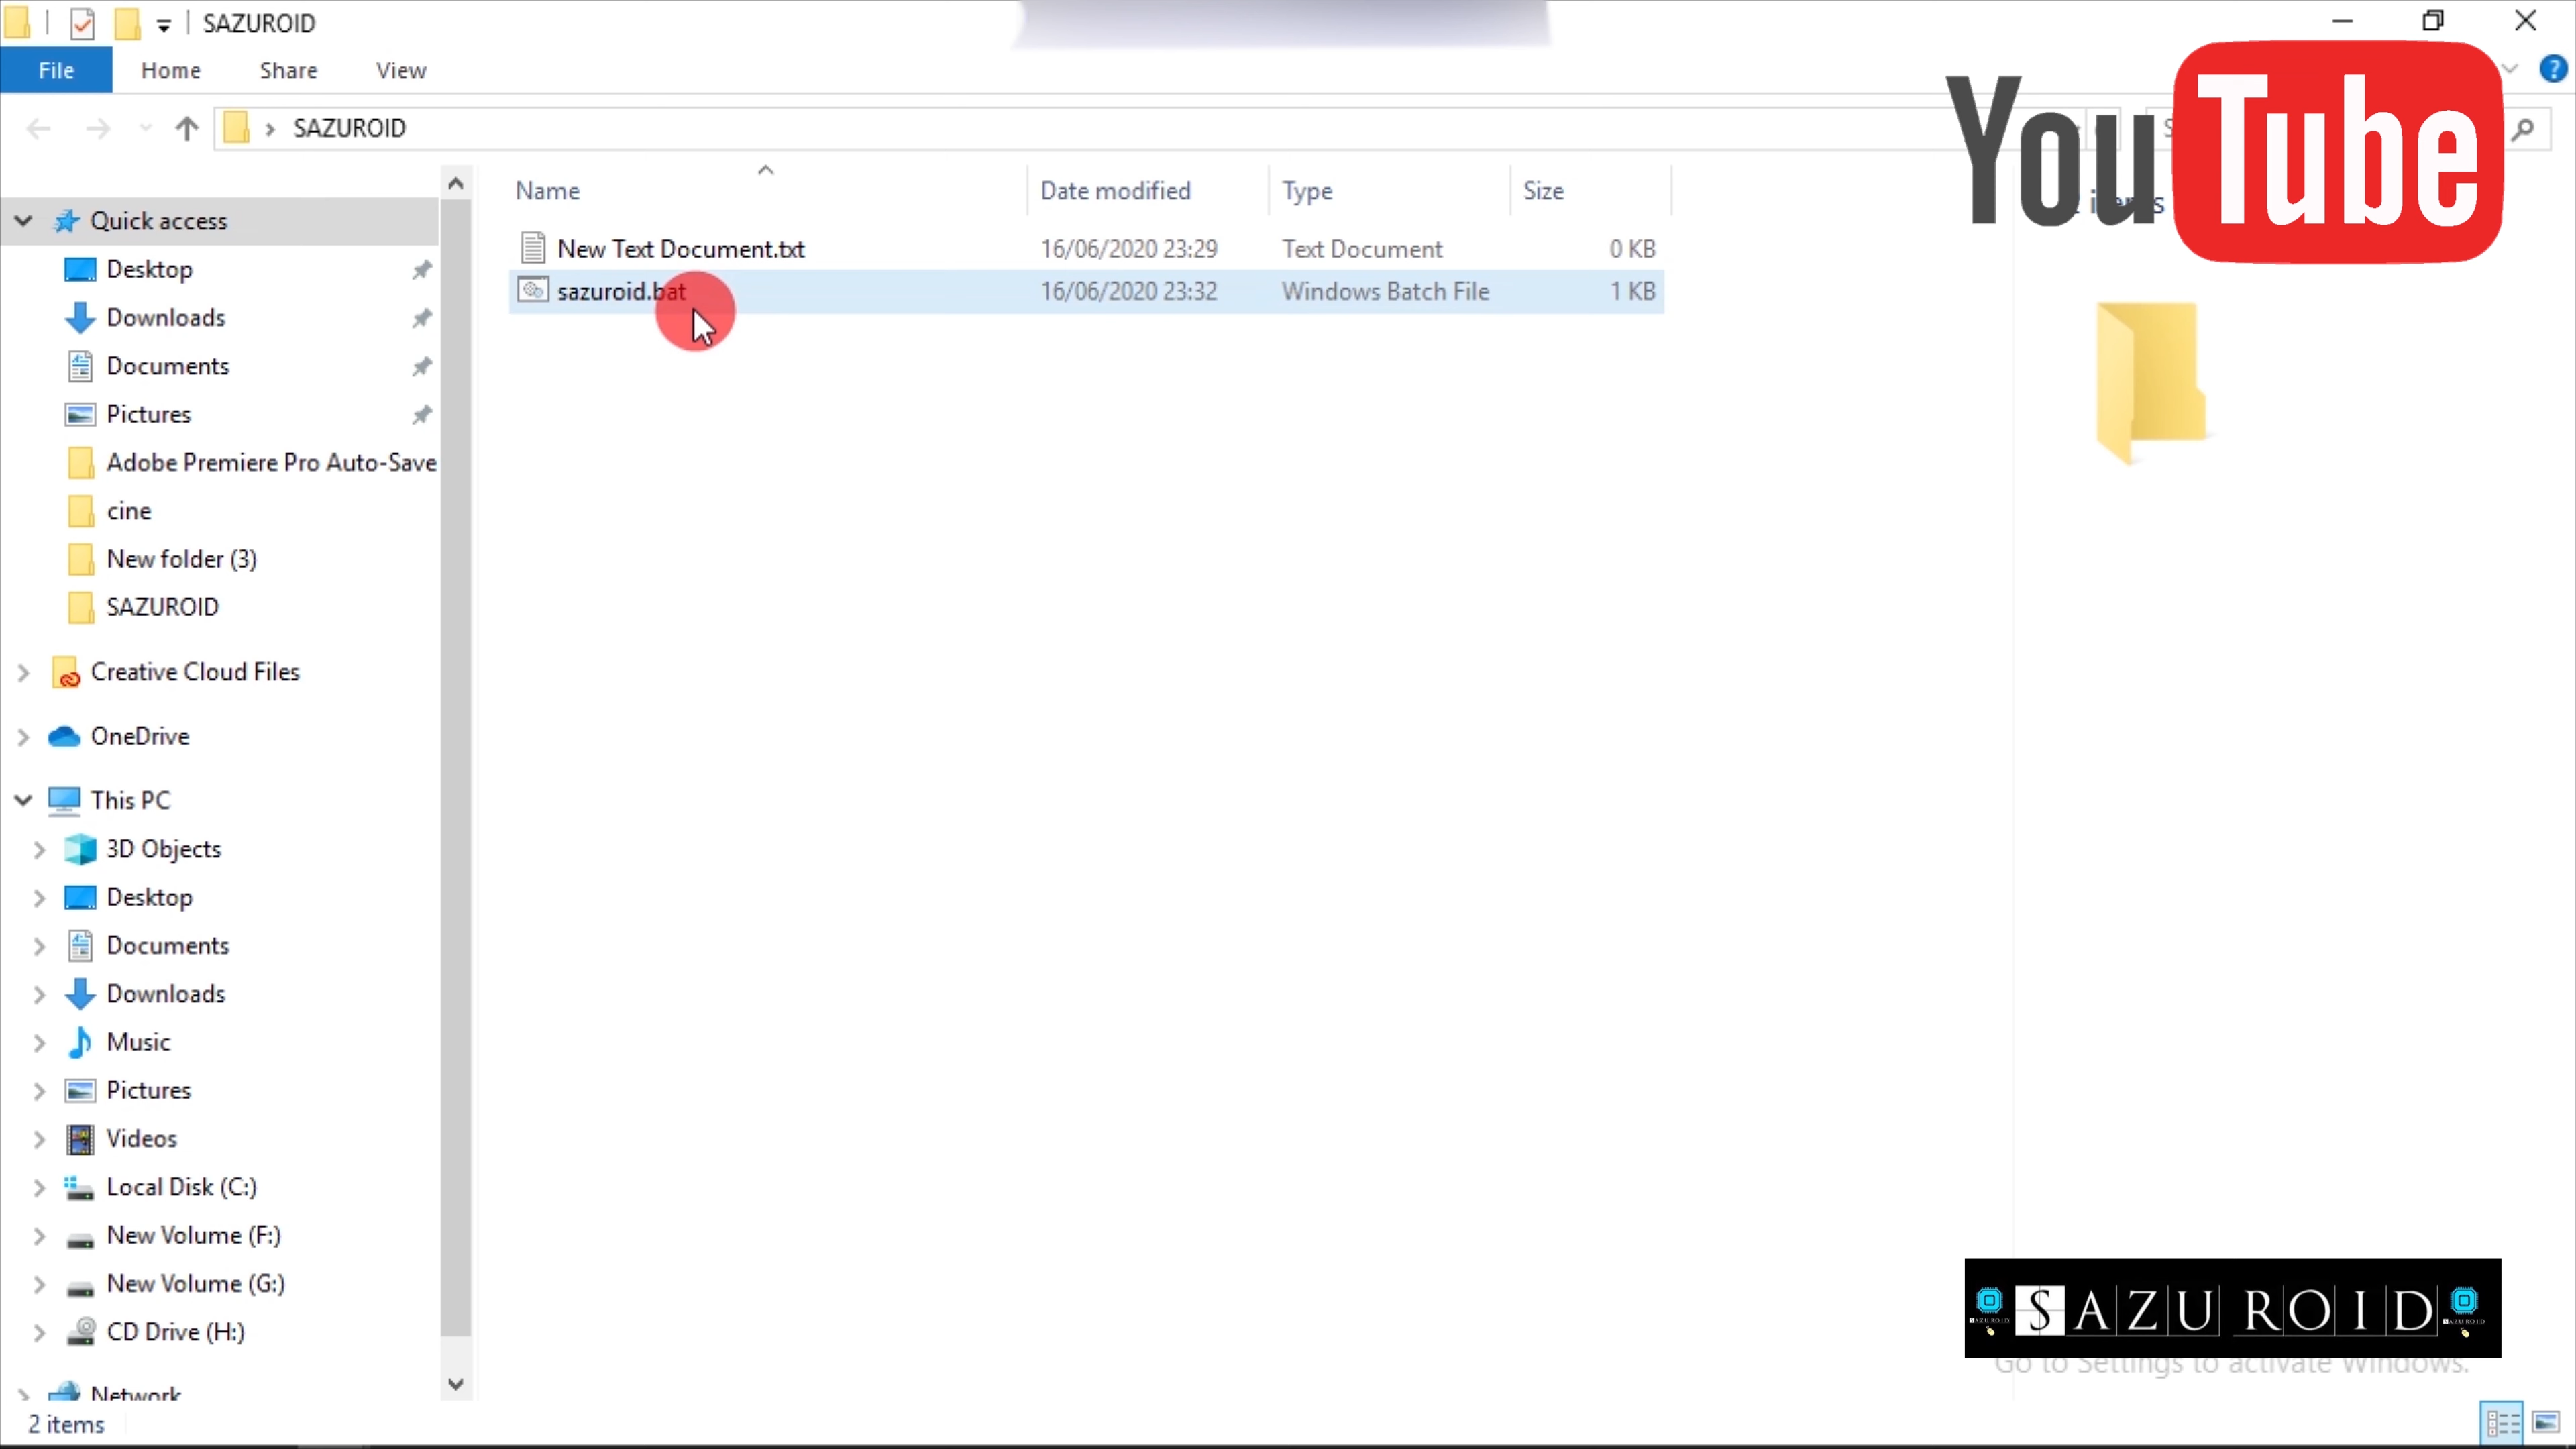 SAZUROID
File Home Share View
SAZUROID
YouTube
Name Date modified Type Size
items
Quick access
New Text Document.txt 16/06/2020 23:29 Text Document 0 KB
sazuroid.bat 16/06/2020 23:32 Windows Batch File 1 KB
Desktop
Downloads
Documents
Pictures
Adobe Premiere Pro Auto-Save
cine
New folder (3)
SAZUROID
Creative Cloud Files
OneDrive
This PC
3D Objects
Desktop
Documents
Downloads
Music
Pictures
Videos
Local Disk (C:)
New Volume (F:)
New Volume (G:)
CD Drive (H:)
Network
SAZUROID
SAZUROID
SAZUROID
Go to Settings to activate Windows.
2 items